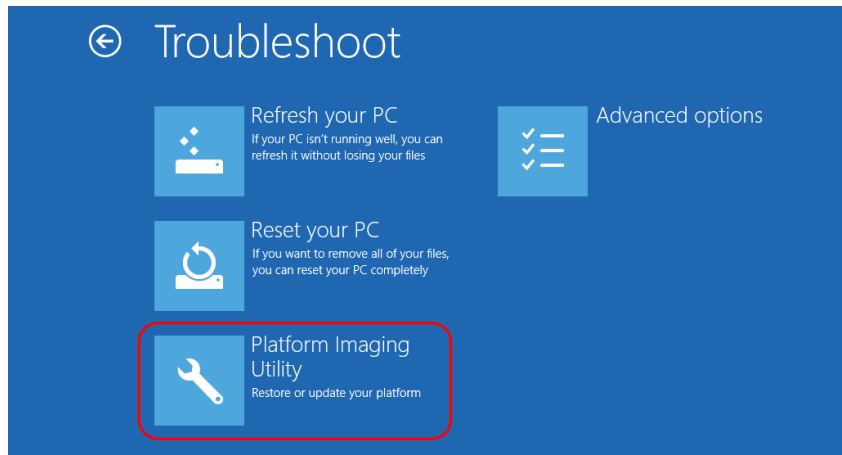 Troubleshoot
Refresh your PC
If your PC isn't running well, you can
refresh it without losing your files
Advanced options
Reset your PC
If you want to remove all of your files,
you can reset your PC completely
Platform Imaging
Utility
Restore or update your platform